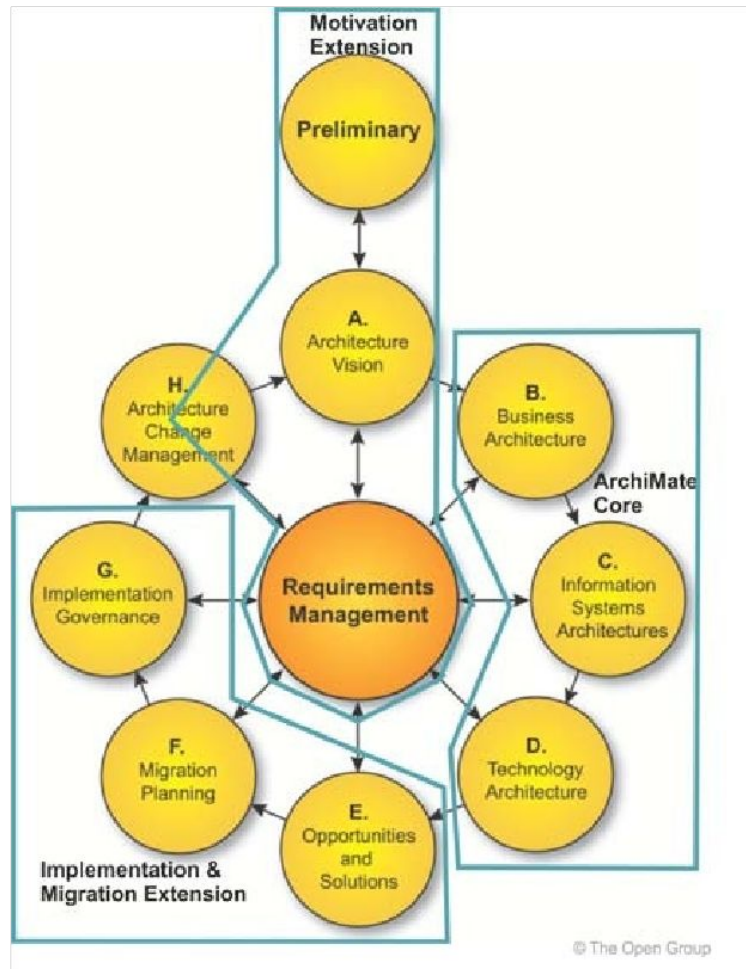 Motivation
Extension
Preliminary
A.
Architecture
Vision
H.
Architecture
Change
Management
B.
Business
Architecture
ArchiMate
Core
C.
Information
Systems
Architectures
Requirements
Management
G.
Implementation
Governance
F.
Migration
Planning
D.
Technology
Architecture
E.
Opportunities
and
Solutions
Implementation &
Migration Extension
© The Open Group